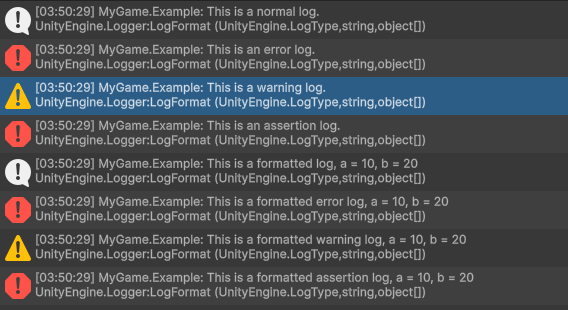 [03:50:29] MyGame.Example: This is a normal log.
UnityEngine.Logger:LogFormat (UnityEngine.LogType,string,object[])
[03:50:29] MyGame.Example: This is an error log.
UnityEngine.Logger:LogFormat (UnityEngine.LogType,string,object[])
[03:50:29] MyGame.Example: This is a warning log.
UnityEngine.Logger:LogFormat (UnityEngine.LogType,string,object[])
[03:50:29] MyGame.Example: This is an assertion log.
UnityEngine.Logger:LogFormat (UnityEngine.LogType,string,object[])
[03:50:29] MyGame.Example: This is a formatted log, a = 10, b = 20
UnityEngine.Logger:LogFormat (UnityEngine.LogType,string,object[])
[03:50:29] MyGame.Example: This is a formatted error log, a = 10, b = 20
UnityEngine.Logger:LogFormat (UnityEngine.LogType,string,object[])
[03:50:29] MyGame.Example: This is a formatted warning log, a = 10, b = 20
UnityEngine.Logger:LogFormat (UnityEngine.LogType,string,object[])
[03:50:29] MyGame.Example: This is a formatted assertion log, a = 10, b = 20
UnityEngine.Logger:LogFormat (UnityEngine.LogType,string,object[])